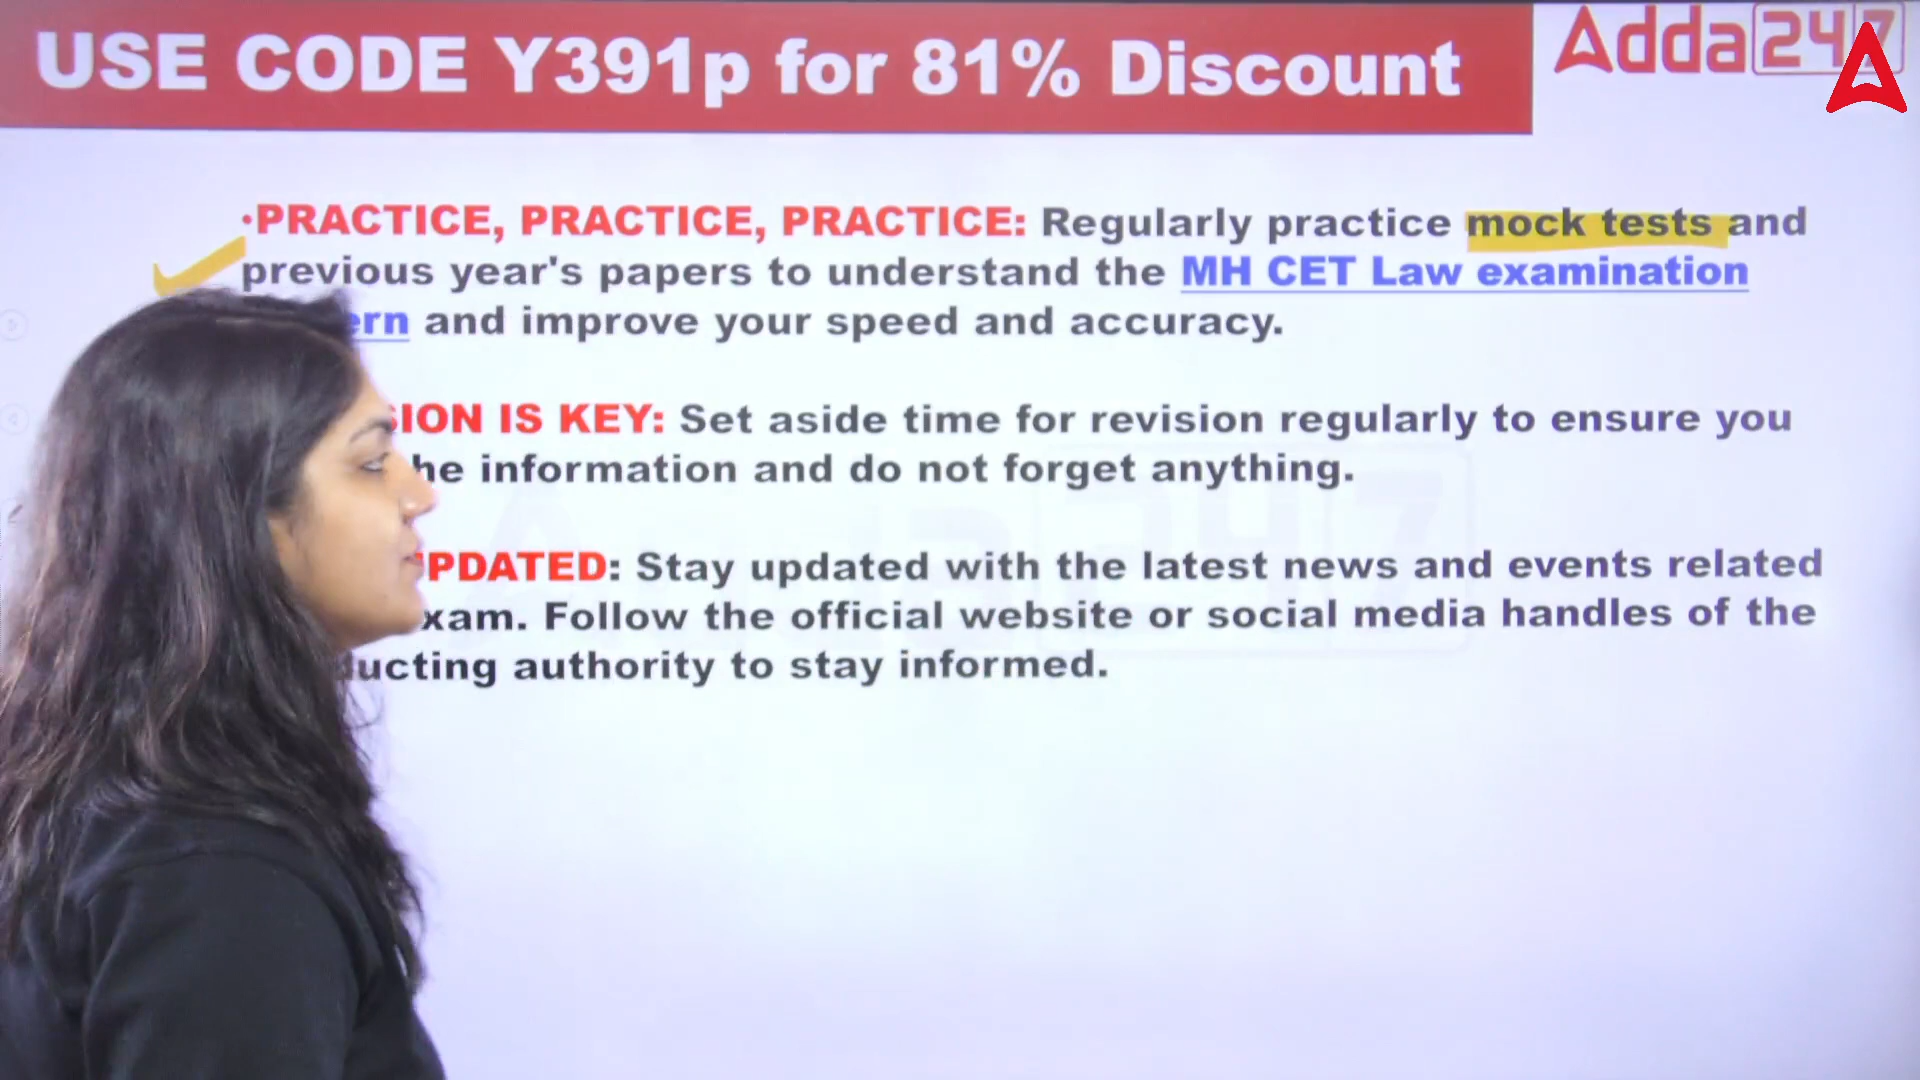 USE CODE Y391p for 81% Discount
Adda247
·PRACTICE, PRACTICE, PRACTICE: Regularly practice mock tests and
previous year's papers to understand the MH CET Law examination
ern and improve your speed and accuracy.
SION IS KEY: Set aside time for revision regularly to ensure you
he information and do not forget anything.
PDATED: Stay updated with the latest news and events related
xam. Follow the official website or social media handles of the
ucting authority to stay informed.